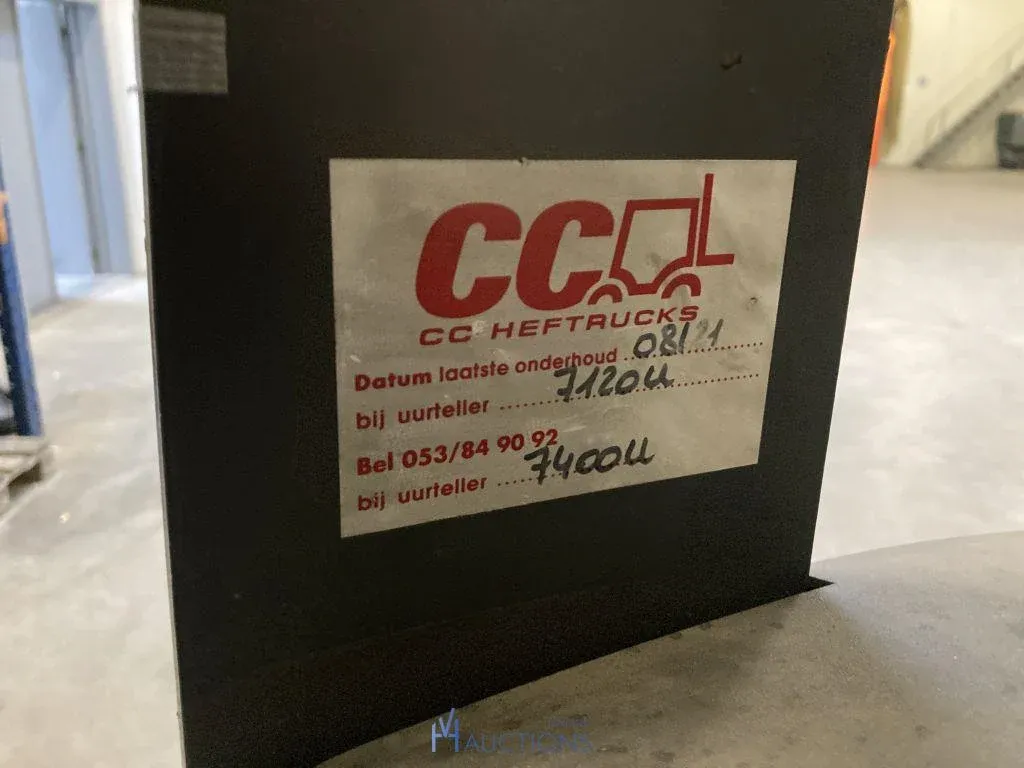 CC
CC HEFTRUCKS
Datum laatste onderhoud 08/21
bij uurteller 7120u
Bel 053/84 90 92
bij uurteller 7400u
AUCTIONS